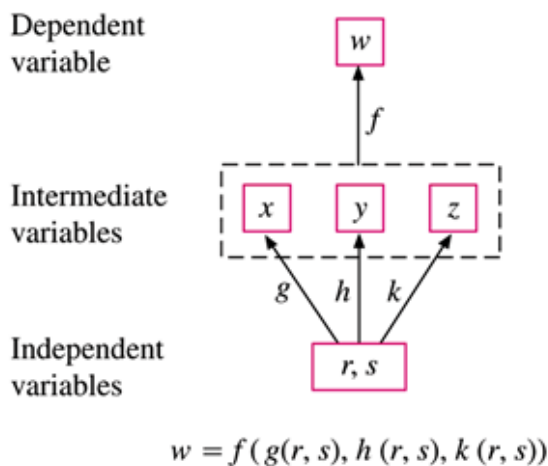 Dependent
variable
w
f
Intermediate
variables
x y z
g h k
Independent
variables
r, s
w = f( g(r, s), h (r, s), k (r, s))